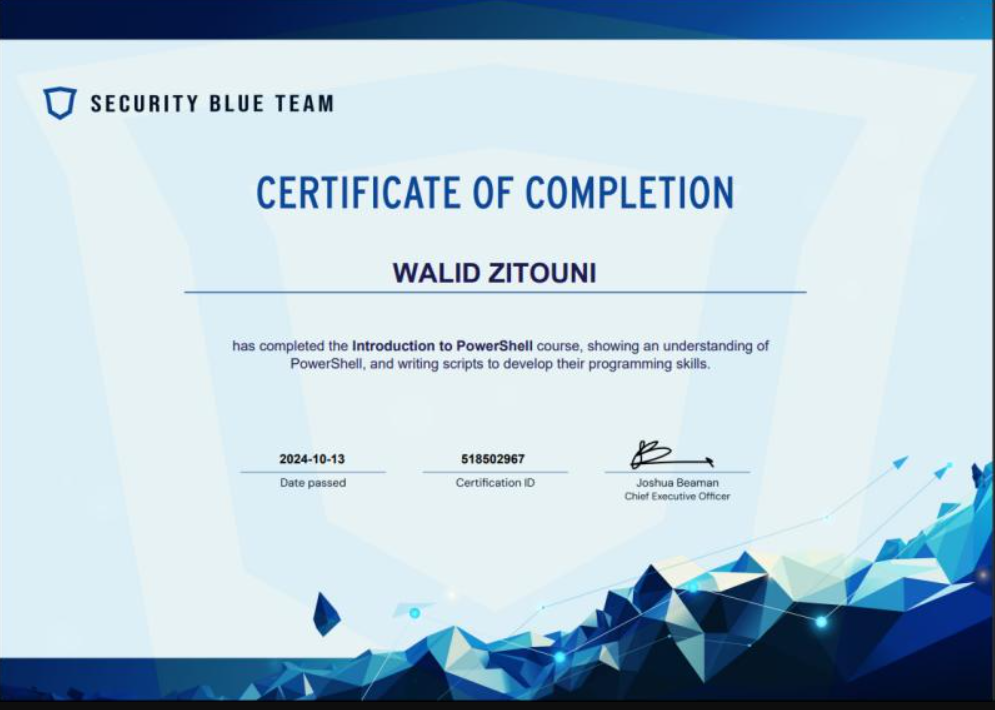 SECURITY BLUE TEAM
CERTIFICATE OF COMPLETION
WALID ZITOUNI
has completed the Introduction to PowerShell course, showing an understanding of
PowerShell, and writing scripts to develop their programming skills.
2024-10-13
Date passed
518502967
Certification ID
Joshua Beaman
Chief Executive Officer